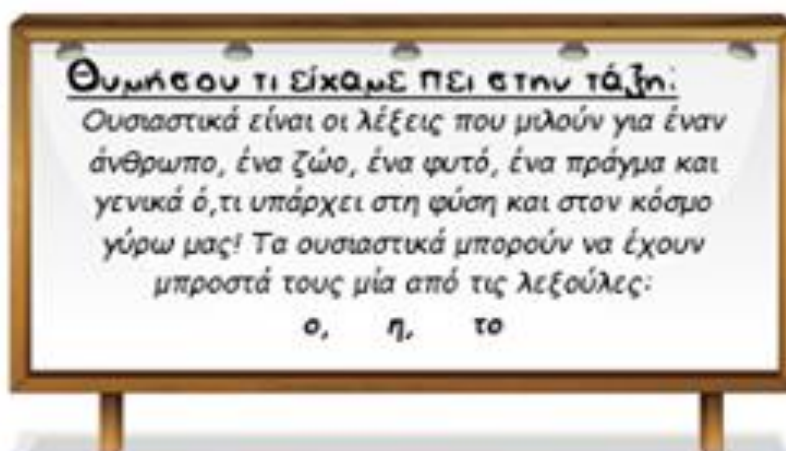 Θυμήσου τι είχαμε πει στην τάξη:
Ουσιαστικά είναι οι λέξεις που μιλούν για έναν
άνθρωπο, ένα ζώο, ένα φυτό, ένα πράγμα και
γενικά ό,τι υπάρχει στη φύση και στον κόσμο
γύρω μας! Τα ουσιαστικά μπορούν να έχουν
μπροστά τους μία από τις λεξούλες:
ο, η, το